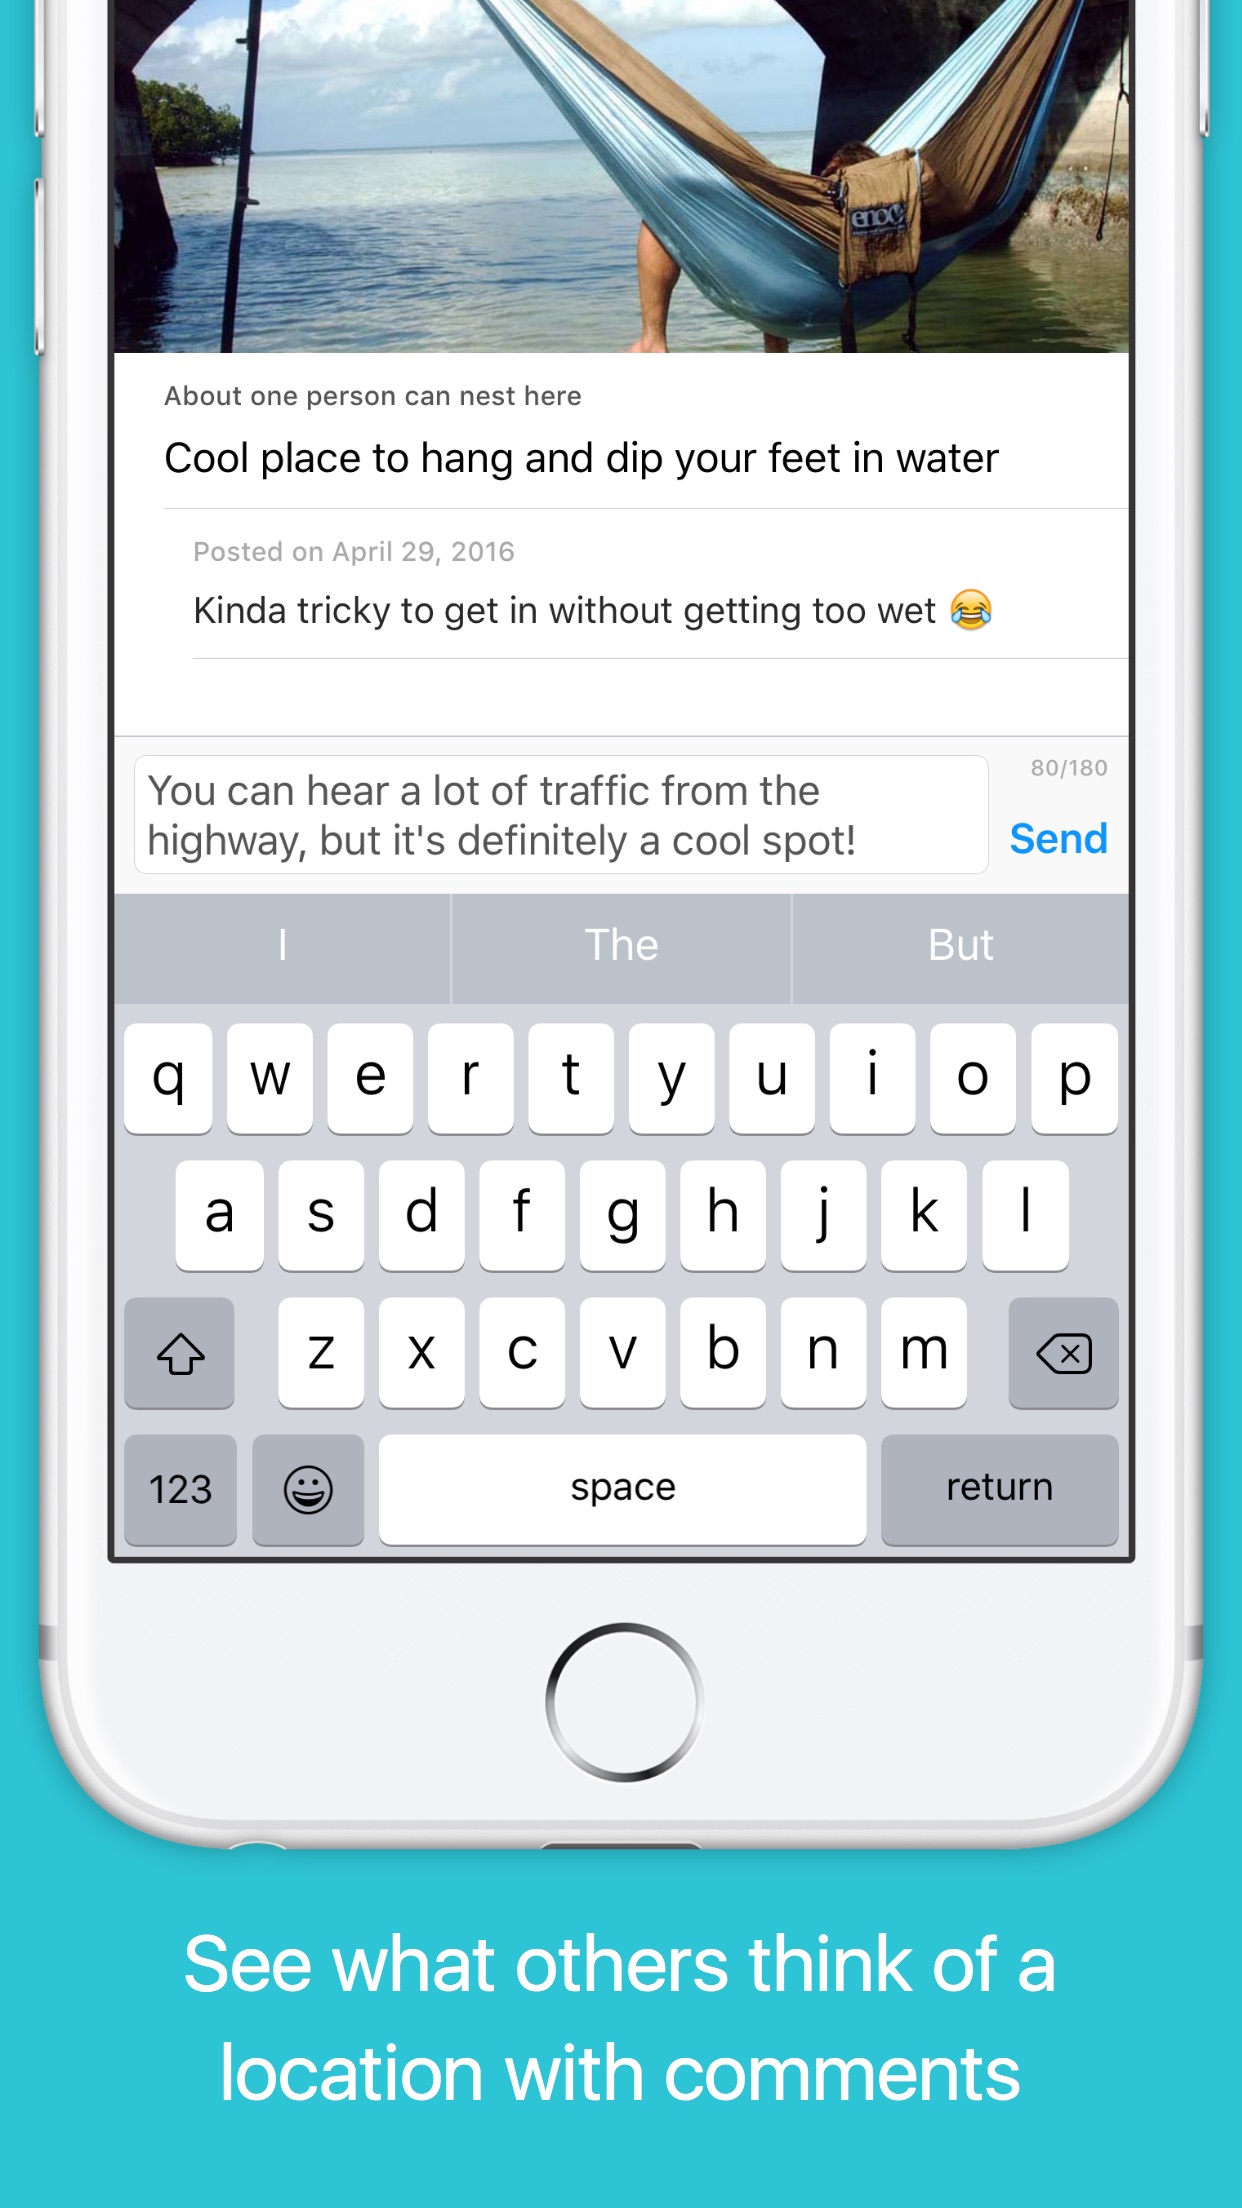 eno
About one person can nest here
Cool place to hang and dip your feet in water
Posted on April 29, 2016
Kinda tricky to get in without getting too wet 😂
You can hear a lot of traffic from the
highway, but it's definitely a cool spot!
80/180
Send
I The But
q w e r t y u i o p
a s d f g h j k l
z x c v b n m
123 space return
See what others think of a
location with comments